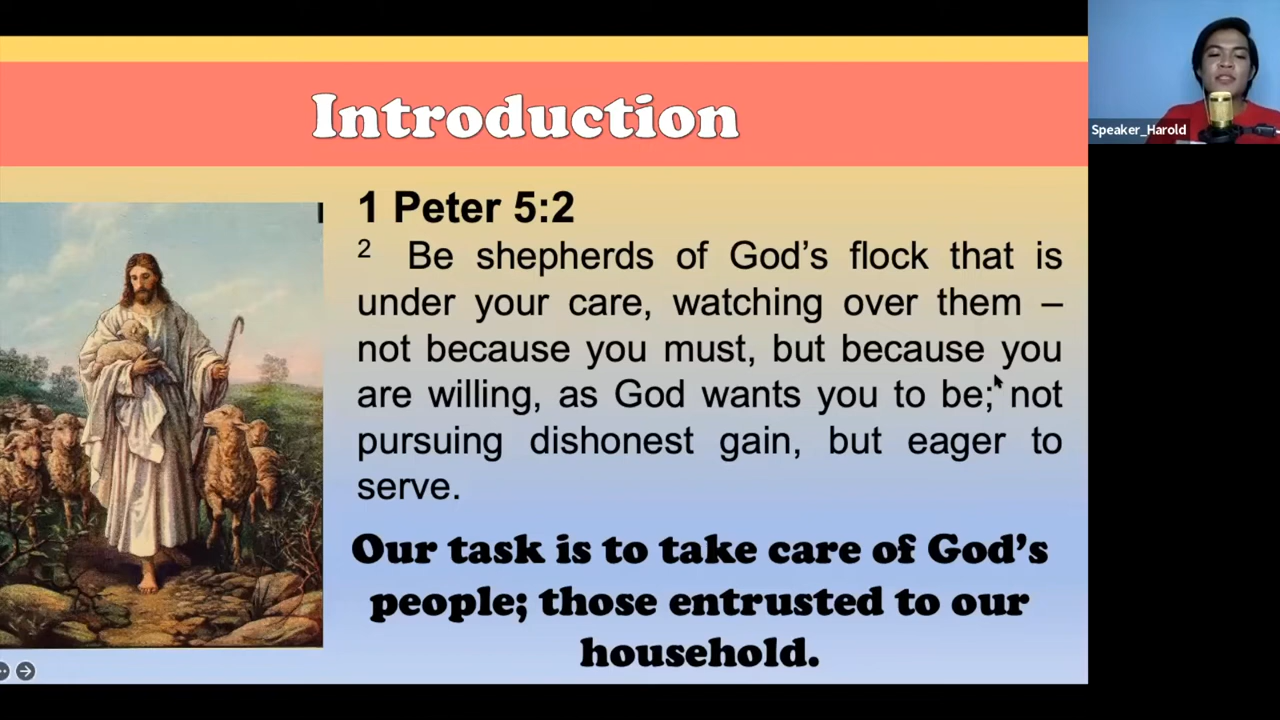 Introduction
Speaker_Harold
1 Peter 5:2
2 Be shepherds of God’s flock that is
under your care, watching over them –
not because you must, but because you
are willing, as God wants you to be; not
pursuing dishonest gain, but eager to
serve.
Our task is to take care of God’s
people; those entrusted to our
household.